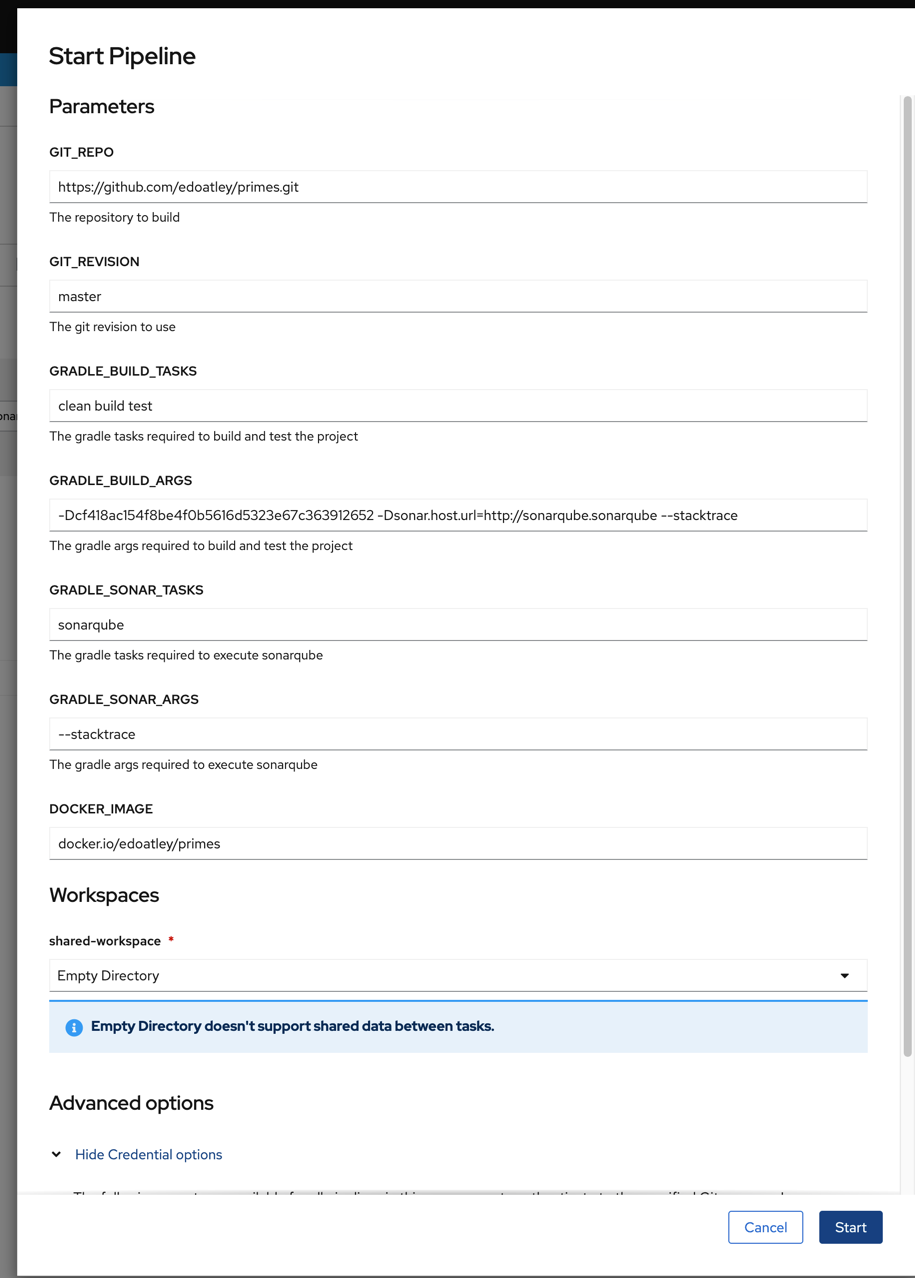 Start Pipeline
Parameters
GIT_REPO
https://github.com/edoatley/primes.git
The repository to build
GIT_REVISION
master
The git revision to use
GRADLE_BUILD_TASKS
clean build test
The gradle tasks required to build and test the project
GRADLE_BUILD_ARGS
-Dcf418ac154f8be4f0b5616d5323e67c363912652 -Dsonar.host.url=http://sonarqube.sonarqube --stacktrace
The gradle args required to build and test the project
GRADLE_SONAR_TASKS
sonarqube
The gradle tasks required to execute sonarqube
GRADLE_SONAR_ARGS
--stacktrace
The gradle args required to execute sonarqube
DOCKER_IMAGE
docker.io/edoatley/primes
Workspaces
shared-workspace *
Empty Directory
Empty Directory doesn't support shared data between tasks.
Advanced options
Hide Credential options
Cancel
Start